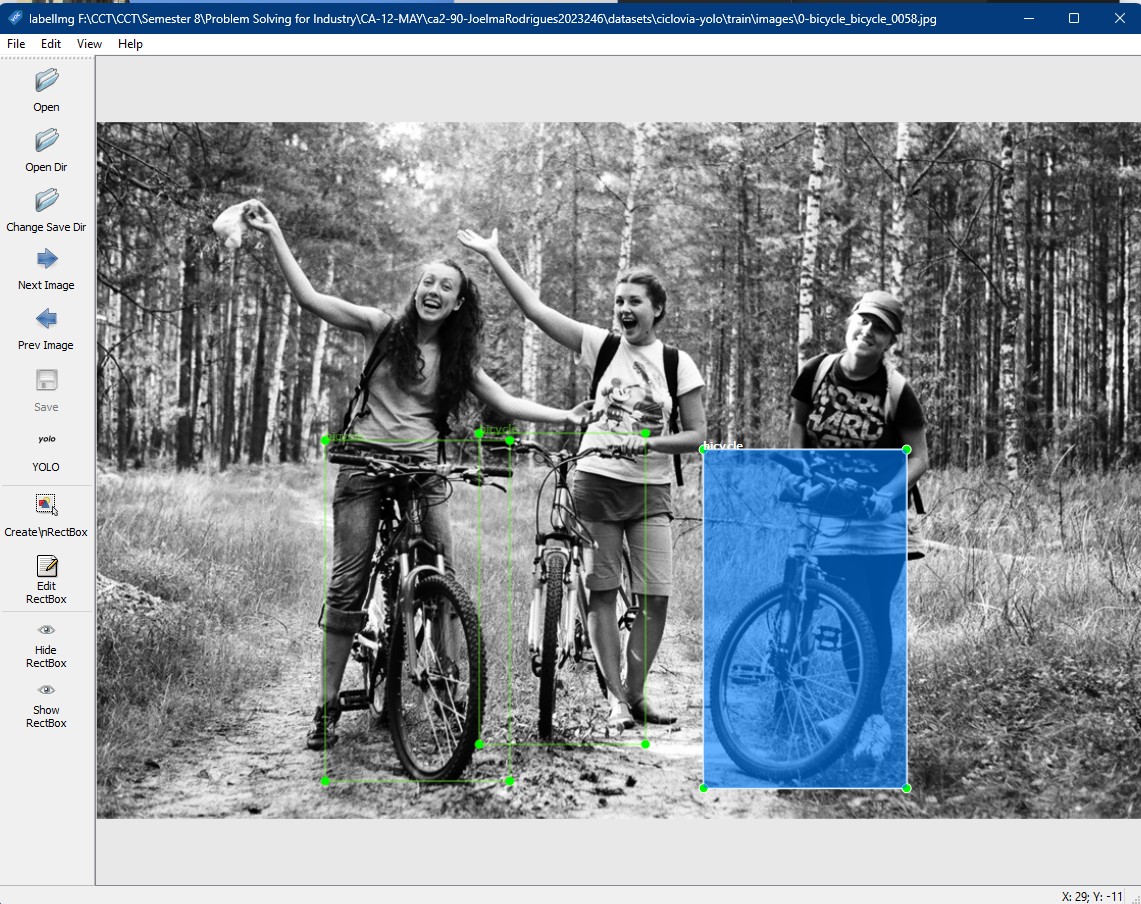 labelImg F:\CCT\CCT\Semester 8\Problem Solving for Industry\CA-12-MAY\ca2-90-JoelmaRodrigues2023246\datasets\ciclovia-yolo\train\images\0-bicycle_bicycle_0058.jpg
File Edit View Help
Open
Open Dir
Change Save Dir
Next Image
Prev Image
Save
yolo
YOLO
Create\nRectBox
Edit
RectBox
Hide
RectBox
Show
RectBox
bicycle
bicycle
WORK
HARD
X: 29; Y: -11